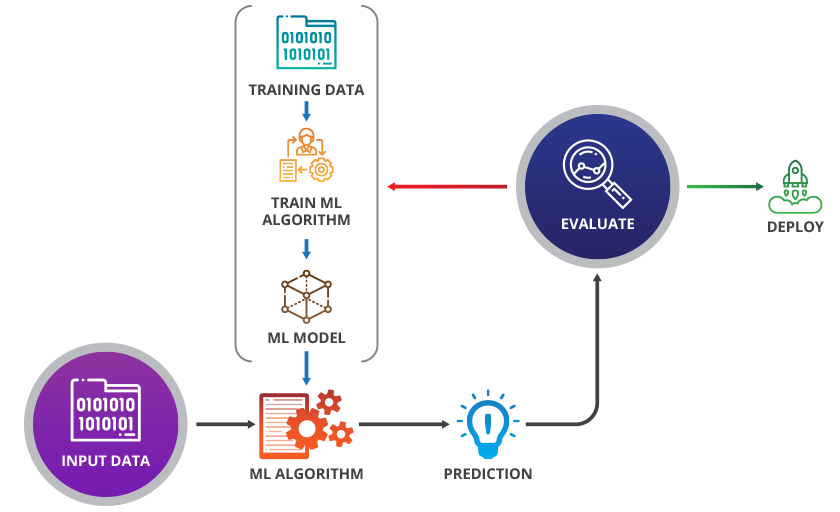 0101010
1010101
TRAINING DATA
TRAIN ML
ALGORITHM
ML MODEL
EVALUATE
DEPLOY
0101010
1010101
INPUT DATA
ML ALGORITHM
PREDICTION